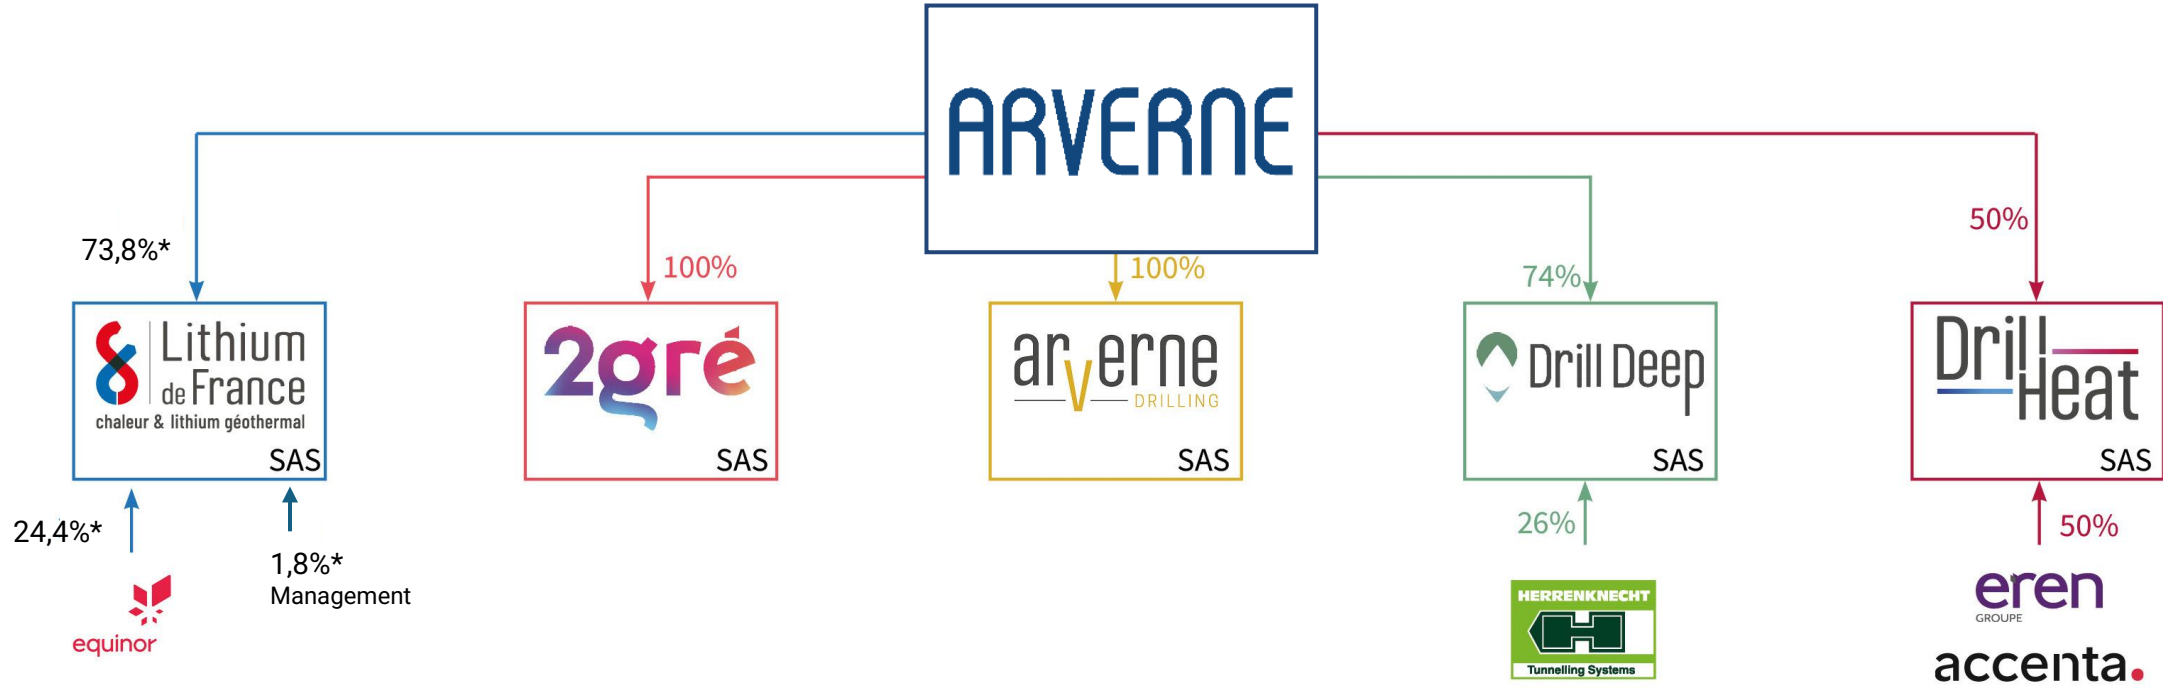 ARVERNE
73,8%*
100%
100%
74%
50%
Lithium
de France
chaleur & lithium géothermal
SAS
2gré
SAS
arverne
DRILLING
SAS
Drill Deep
SAS
Drill
Heat
SAS
24,4%*
equinor
1,8%*
Management
26%
HERRENKNECHT
Tunnelling Systems
50%
eren
GROUPE
accenta.